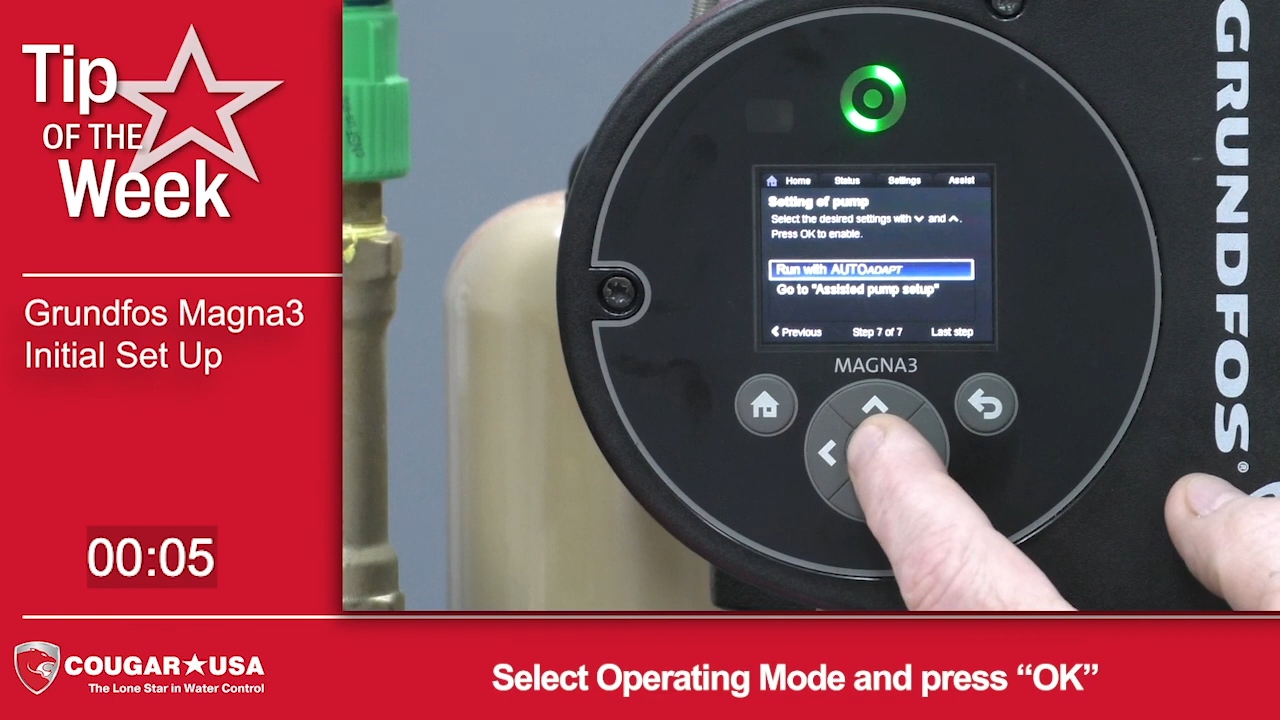 Tip
OF THE
Week
Grundfos Magna3
Initial Set Up
00:05
COUGAR★USA
The Lone Star in Water Control
GRUNDFOS®
Home Status Settings Assist
Setting of pump
Select the desired settings with ⌄ and ⌃.
Press OK to enable.
Run with AUTOADAPT
Go to "Assisted pump setup"
< Previous Step 7 of 7 Last step
MAGNA3
Select Operating Mode and press “OK”